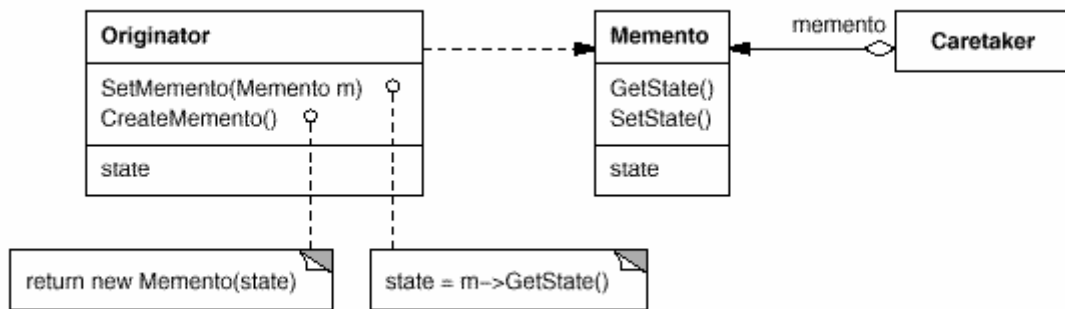 Originator
SetMemento(Memento m)
CreateMemento()
state
return new Memento(state)
state = m->GetState()
Memento
GetState()
SetState()
state
memento
Caretaker